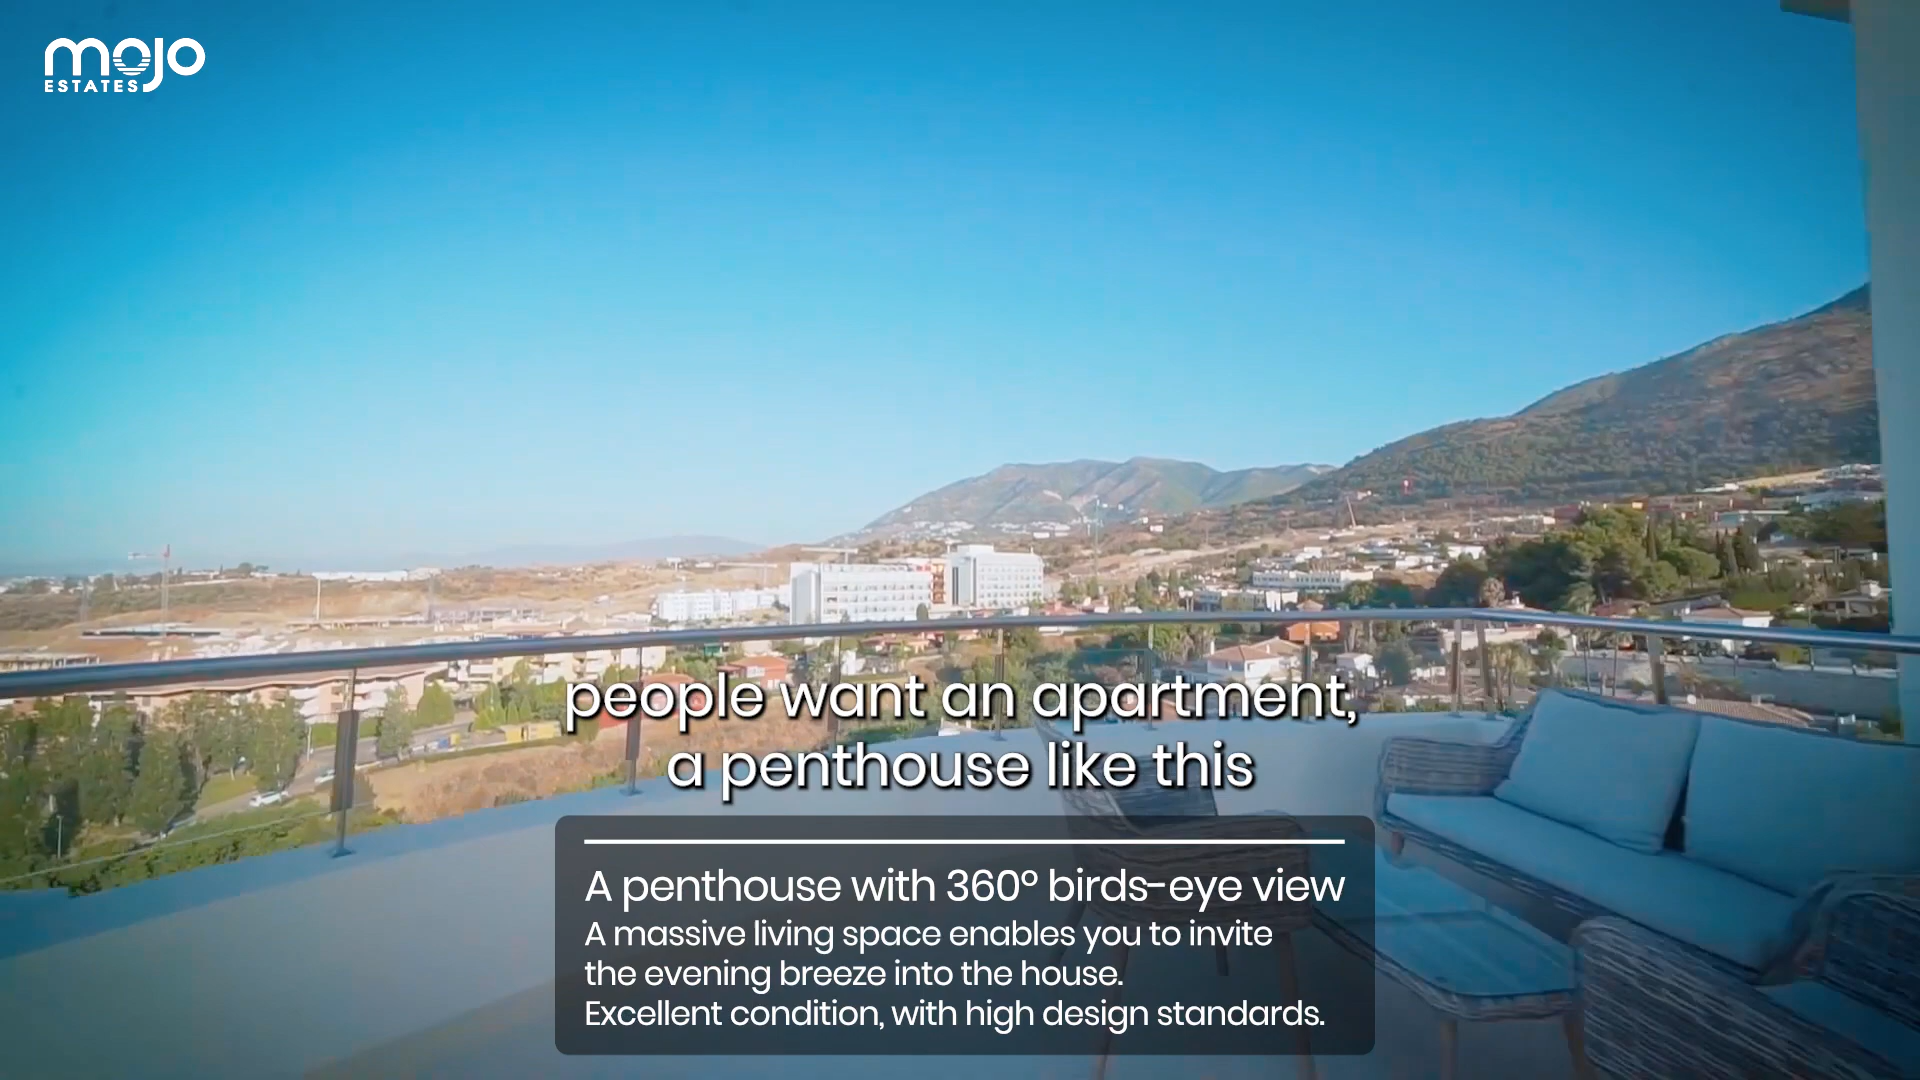 mojo
ESTATES
people want an apartment,
a penthouse like this
A penthouse with 360° birds-eye view
A massive living space enables you to invite
the evening breeze into the house.
Excellent condition, with high design standards.